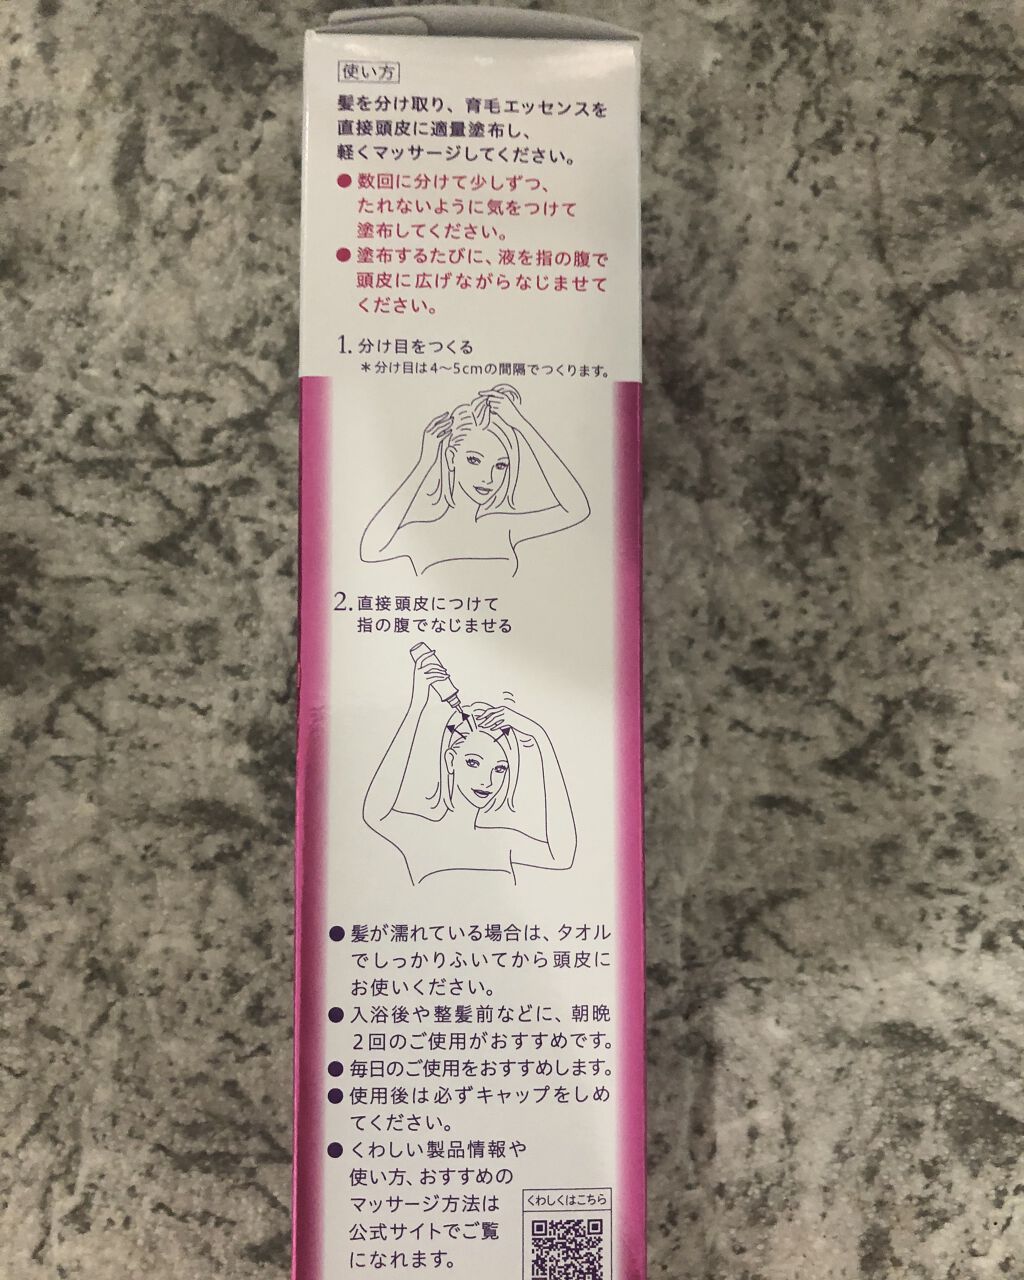 使い方
髪を分け取り、育毛エッセンスを
直接頭皮に適量塗布し、
軽くマッサージしてください。
●数回に分けて少しずつ、
たれないように気をつけて
塗布してください。
●塗布するたびに、液を指の腹で
頭皮に広げながらなじませて
ください。
1. 分け目をつくる
＊分け目は4～5cmの間隔でつくります。
2. 直接頭皮につけて
指の腹でなじませる
●髪が濡れている場合は、タオル
でしっかりふいてから頭皮に
お使いください。
●入浴後や整髪前などに、朝晩
2回のご使用がおすすめです。
●毎日のご使用をおすすめします。
●使用後は必ずキャップをしめ
てください。
●くわしい製品情報や
使い方、おすすめの
マッサージ方法は
公式サイトでご覧
になれます。
くわしくはこちら